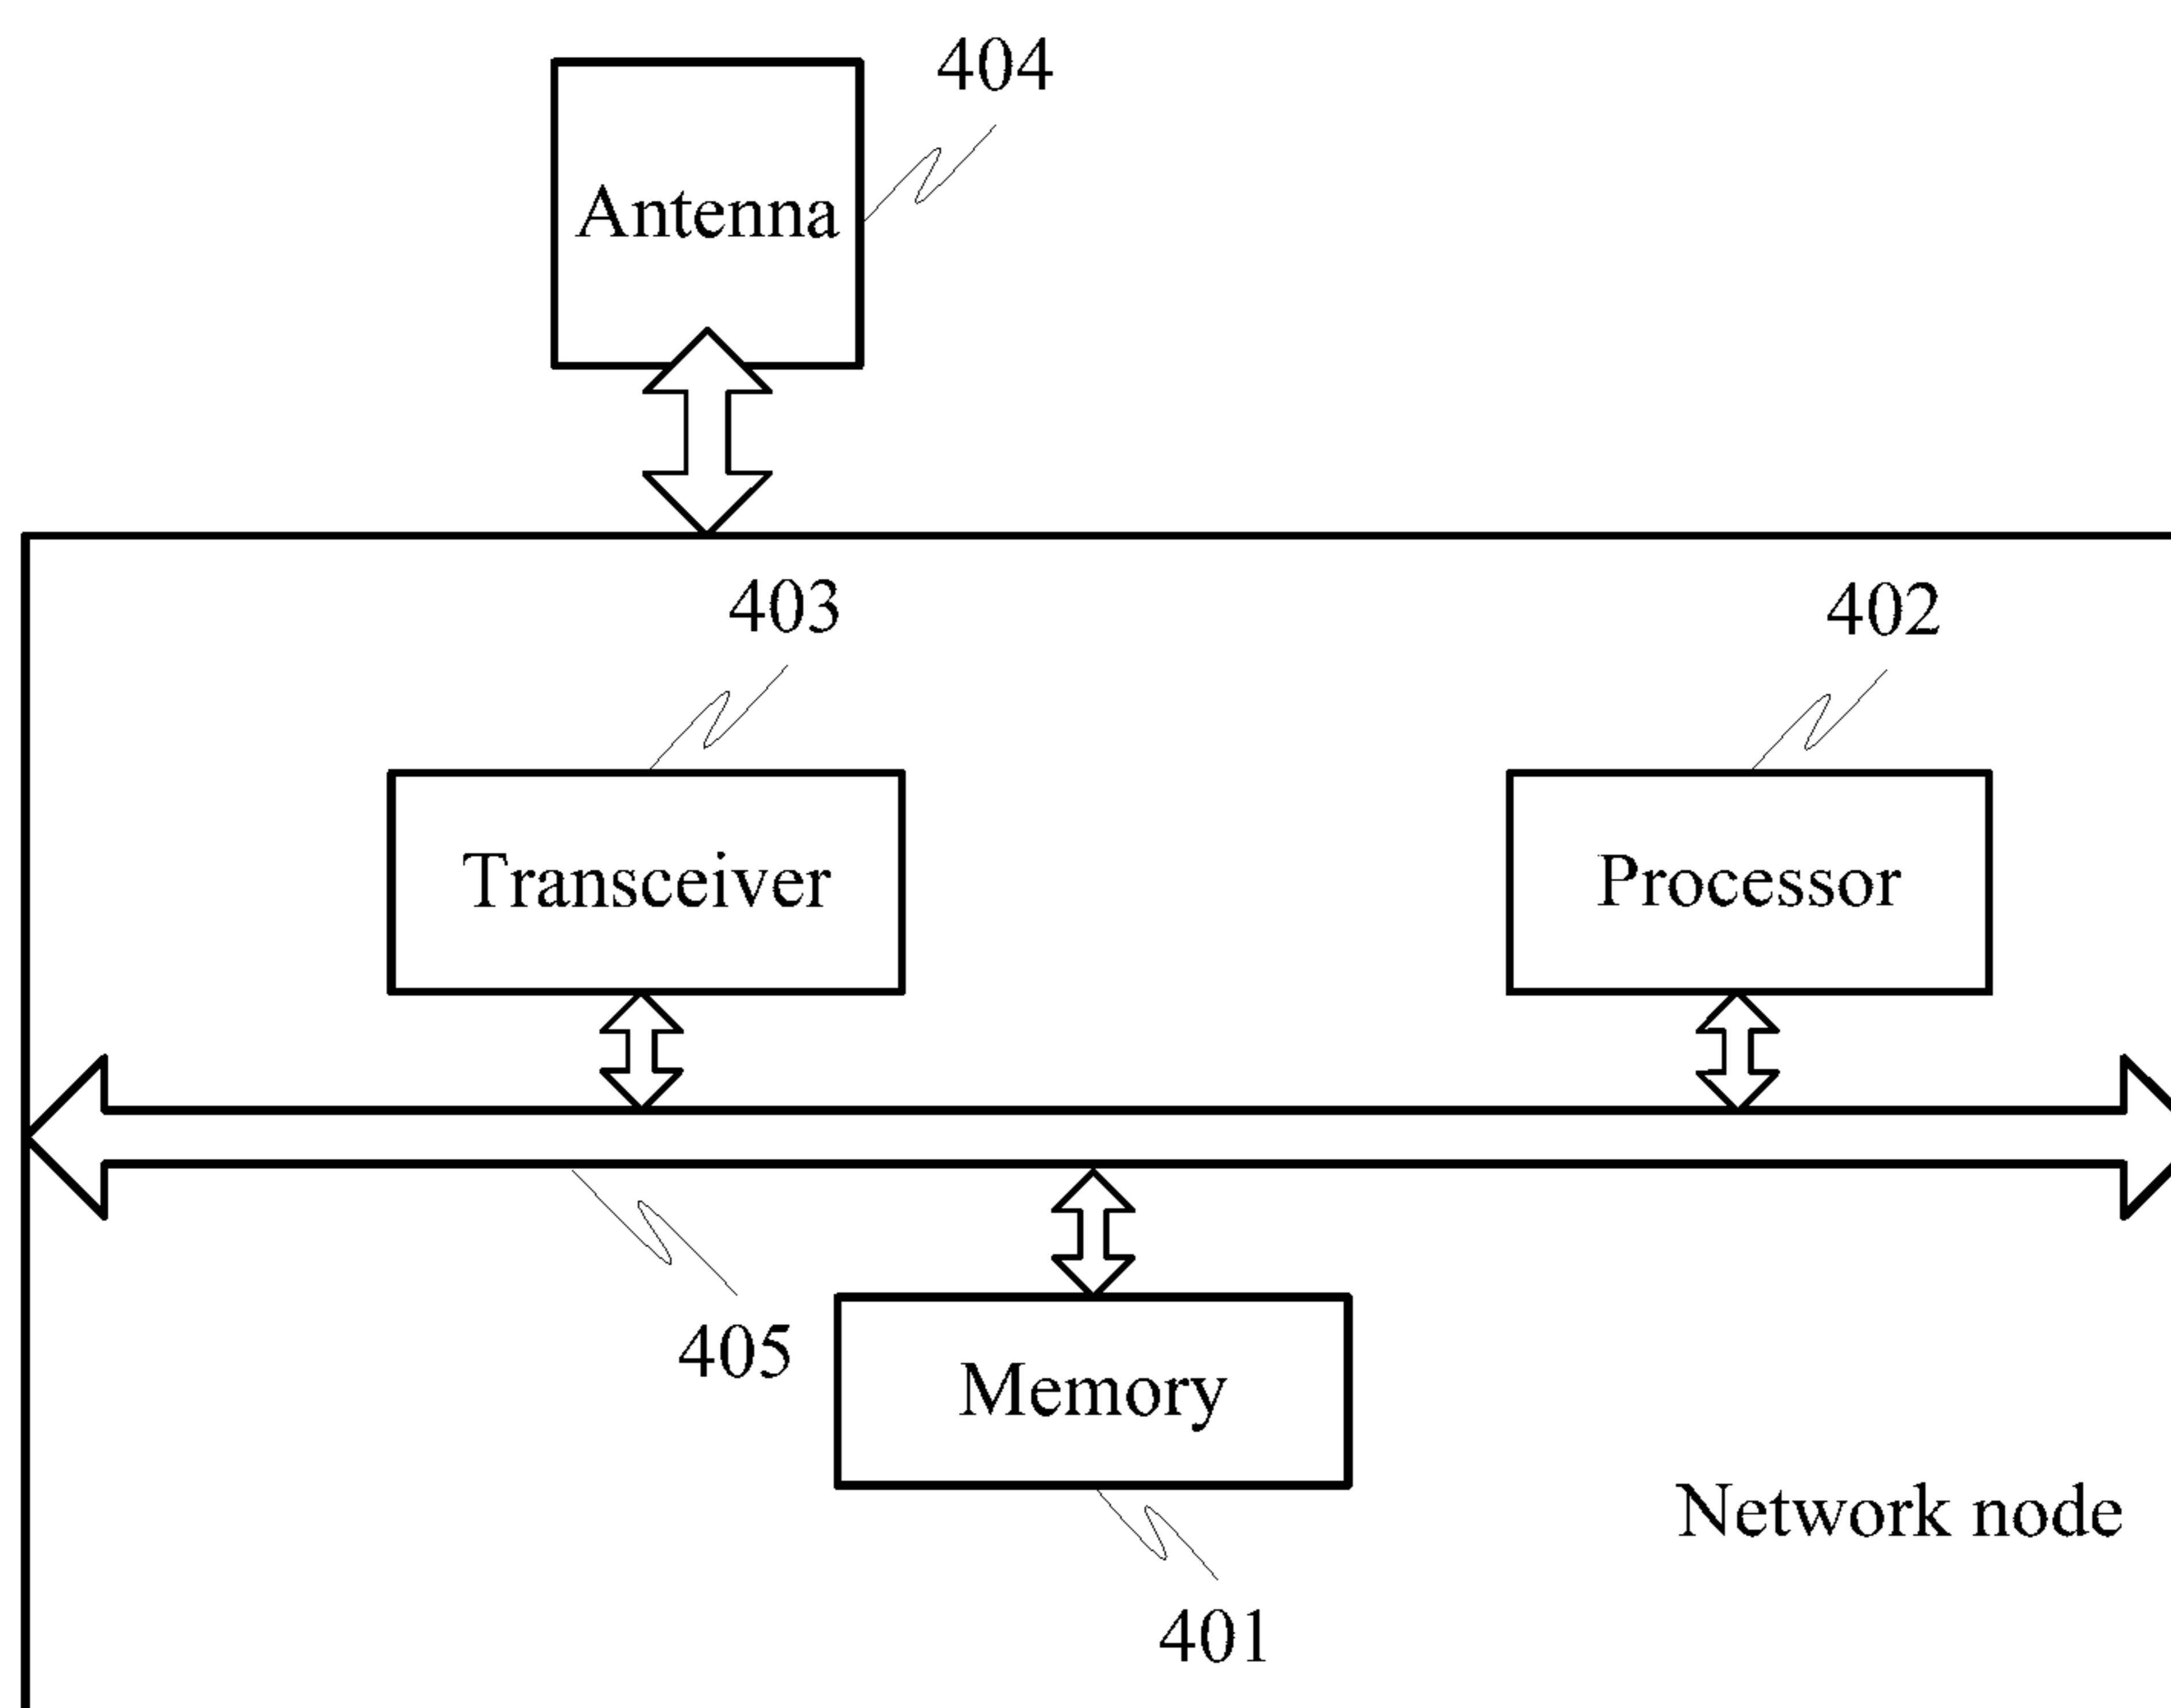 404
Antenna
403
402
Transceiver
Processor
405
Memory
Network node
401